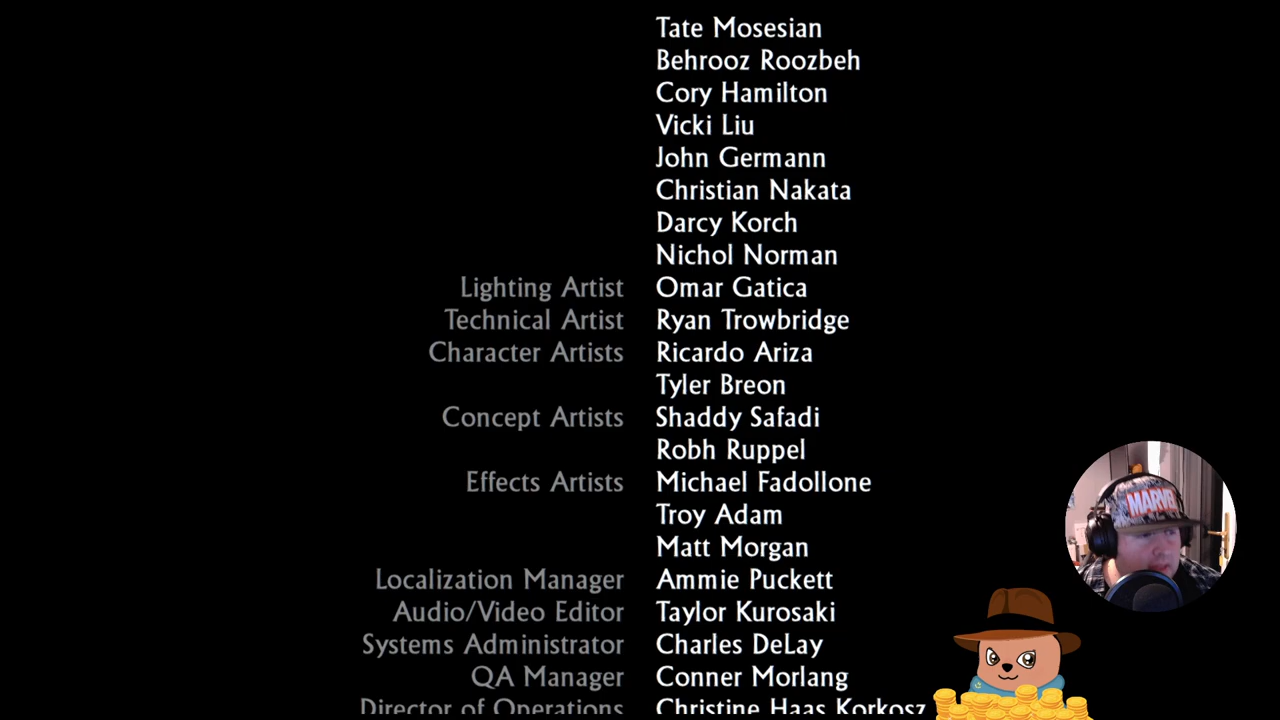 Tate Mosesian
Behrooz Roozbeh
Cory Hamilton
Vicki Liu
John Germann
Christian Nakata
Darcy Korch
Nichol Norman
Lighting Artist Omar Gatica
Technical Artist Ryan Trowbridge
Character Artists Ricardo Ariza
Tyler Breon
Concept Artists Shaddy Safadi
Robh Ruppel
Effects Artists Michael Fadollone
Troy Adam
Matt Morgan
MARVEL
Localization Manager Ammie Puckett
Audio/Video Editor Taylor Kurosaki
Systems Administrator Charles DeLay
QA Manager Conner Morlang
Director of Operations Christine Haas Korkosz